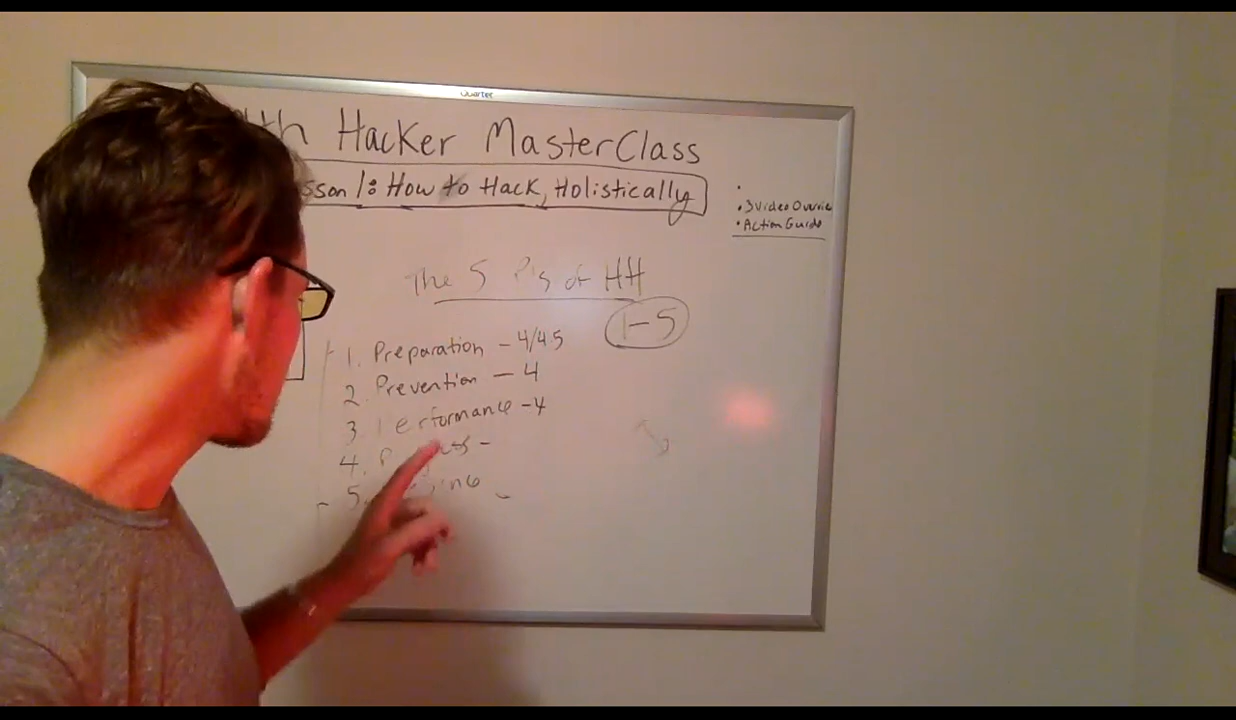 Quartet
Hacker MasterClass
sson 1: How to Hack, Holistically
• 3 Video Overvie
• Action Guide
The 5 P's of HH
1-5
1. Preparation - 4/4.5
2. Prevention - 4
3. Performance - 4
4. P
5.